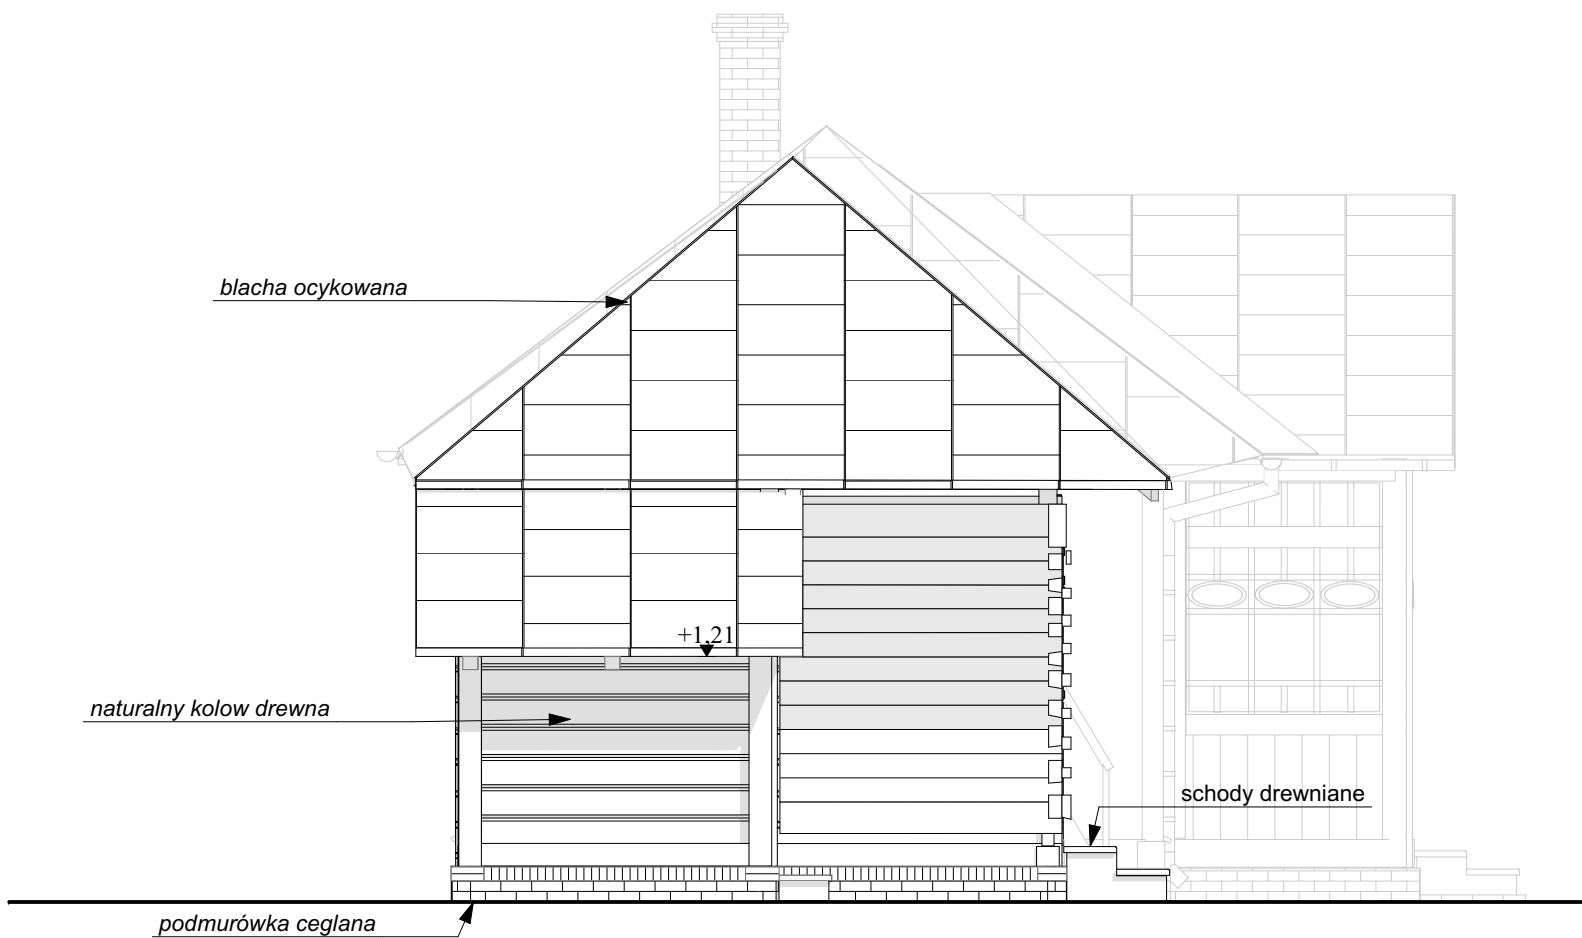 blacha ocykowana
+1,21
naturalny kolow drewna
schody drewniane
podmurówka ceglana